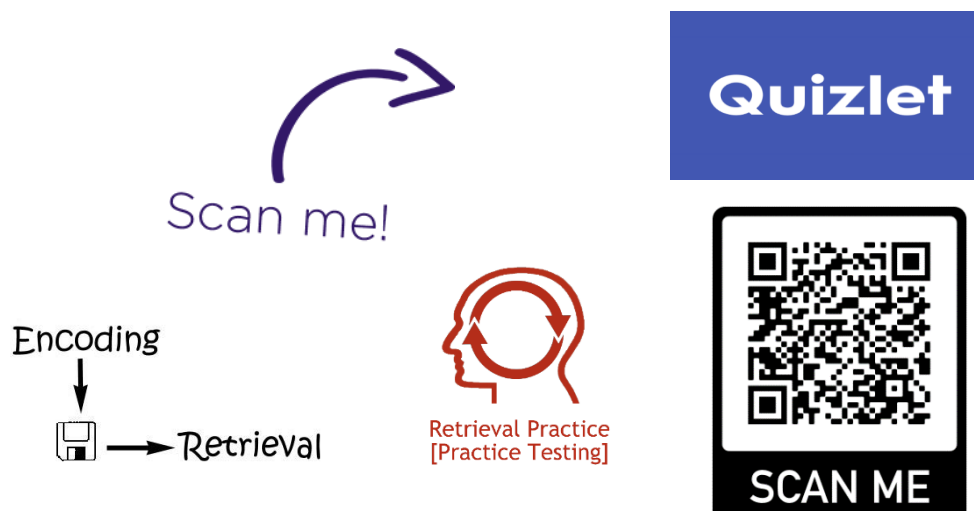 Scan me!
Quizlet
Encoding
Retrieval
Retrieval Practice
[Practice Testing]
SCAN ME